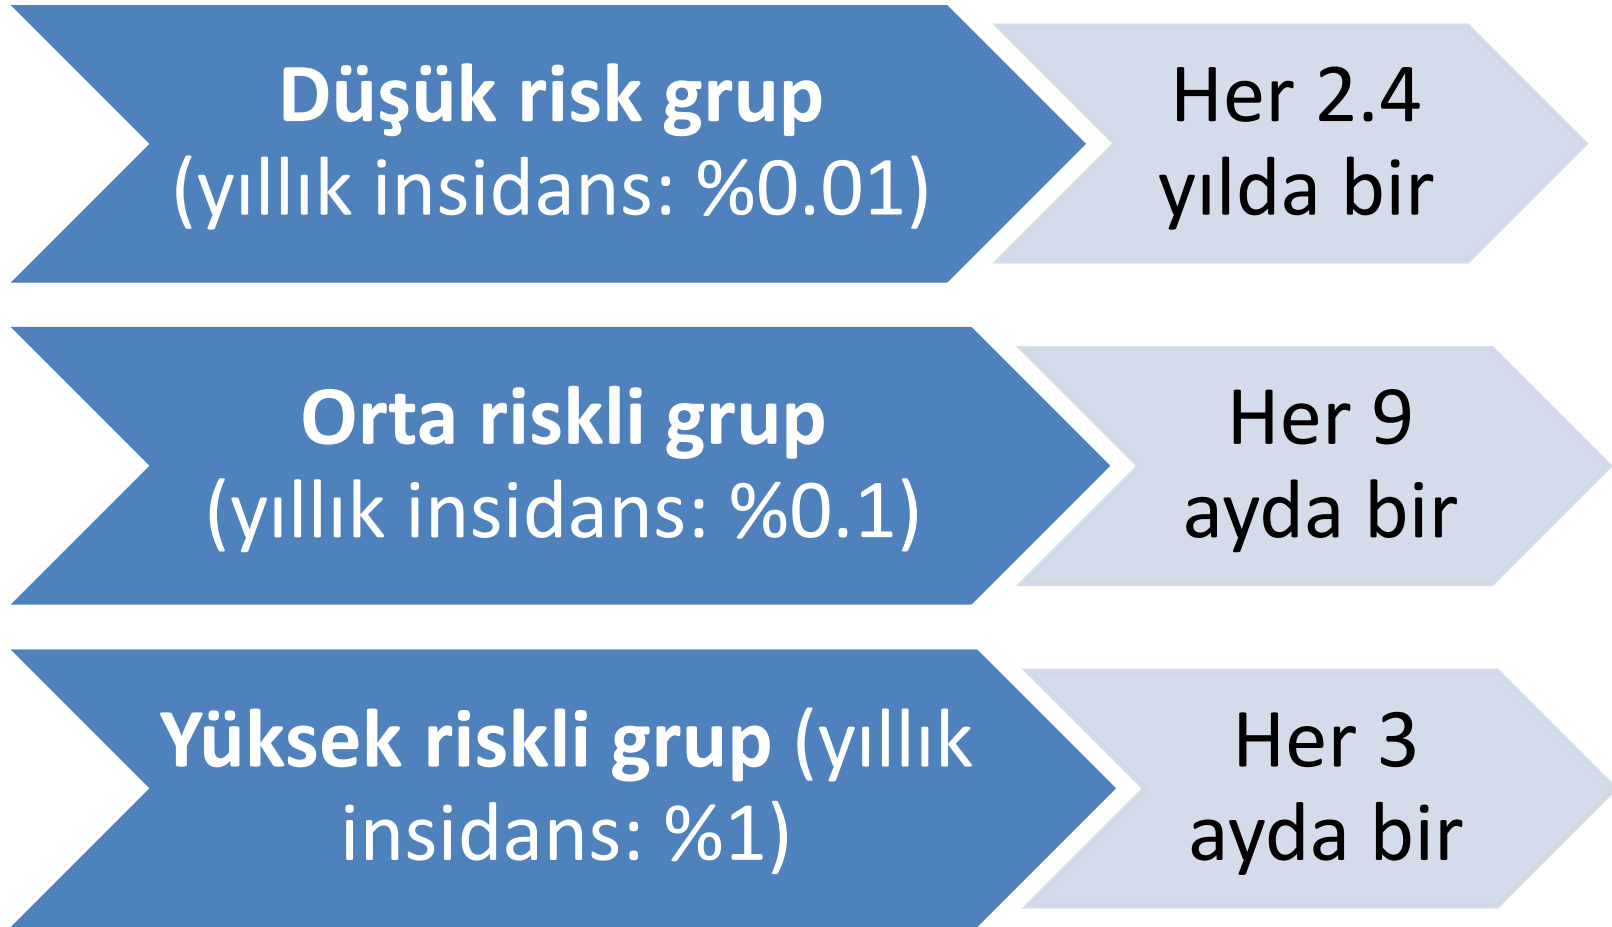 Düşük risk grup
(yıllık insidans: %0.01)
Her 2.4
yılda bir
Orta riskli grup
(yıllık insidans: %0.1)
Her 9
ayda bir
Yüksek riskli grup (yıllık
insidans: %1)
Her 3
ayda bir